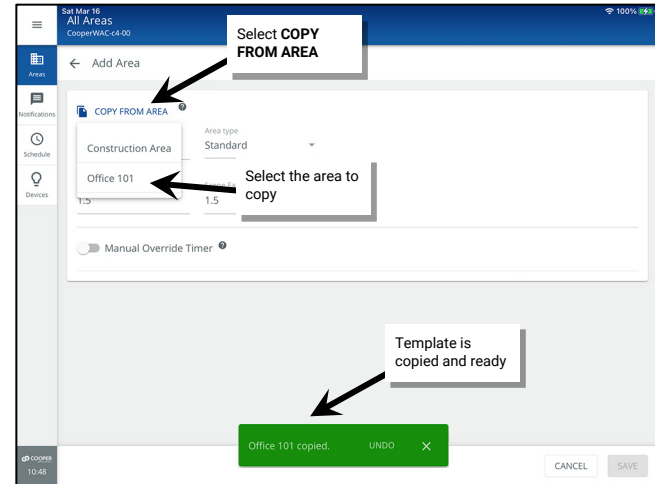 Sat Mar 16
100%
All Areas
CooperWAC-c4-00
Select COPY
FROM AREA
Areas
Add Area
Notifications
COPY FROM AREA ?
Area type
Construction Area
Standard
Schedule
Office 101
Select the area to
copy
Devices
1.5
1.5
Manual Override Timer ?
Template is
copied and ready
Office 101 copied. UNDO
COOPER
10:48
CANCEL SAVE